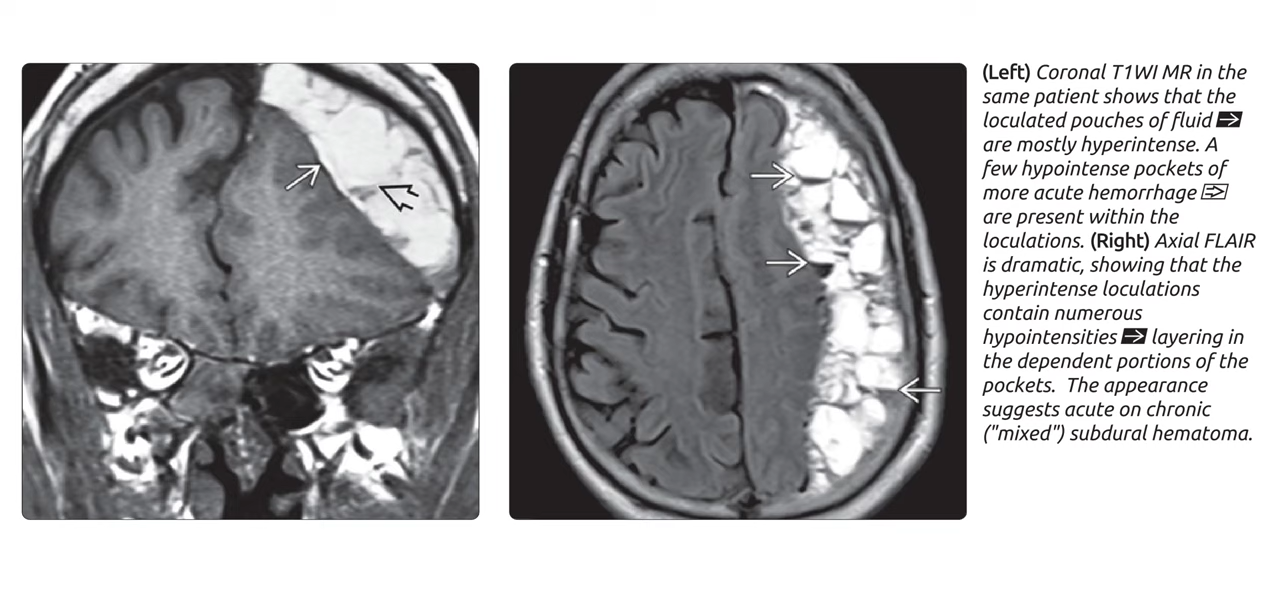 (Left) Coronal T1WI MR in the
same patient shows that the
loculated pouches of fluid
are mostly hyperintense. A
few hypointense pockets of
more acute hemorrhage
are present within the
loculations. (Right) Axial FLAIR
is dramatic, showing that the
hyperintense loculations
contain numerous
hypointensities layering in
the dependent portions of the
pockets. The appearance
suggests acute on chronic
("mixed") subdural hematoma.